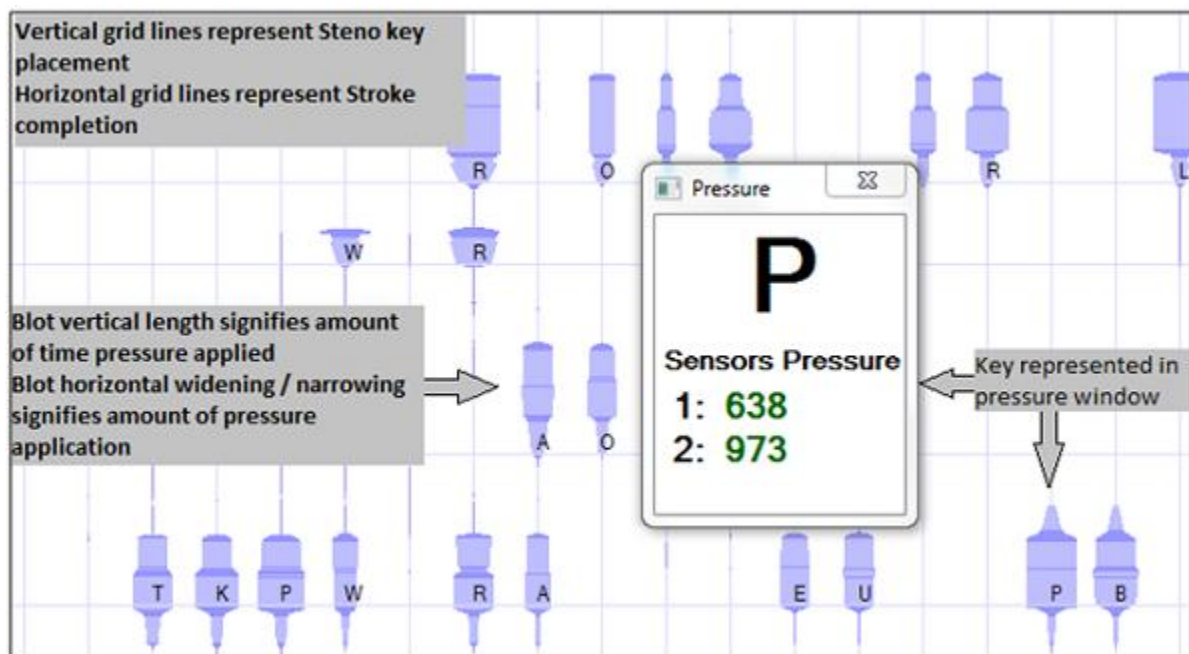 Vertical grid lines represent Steno key
placement
Horizontal grid lines represent Stroke
completion
R O R L
W R
Pressure
P
Sensors Pressure
1: 638
2: 973
Blot vertical length signifies amount
of time pressure applied
Blot horizontal widening / narrowing
signifies amount of pressure
application
A O
Key represented in
pressure window
T K P W R A E U P B